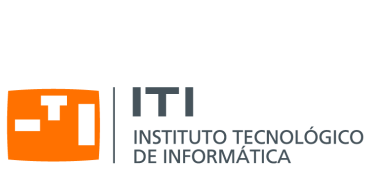 ITI
INSTITUTO TECNOLÓGICO
DE INFORMÁTICA